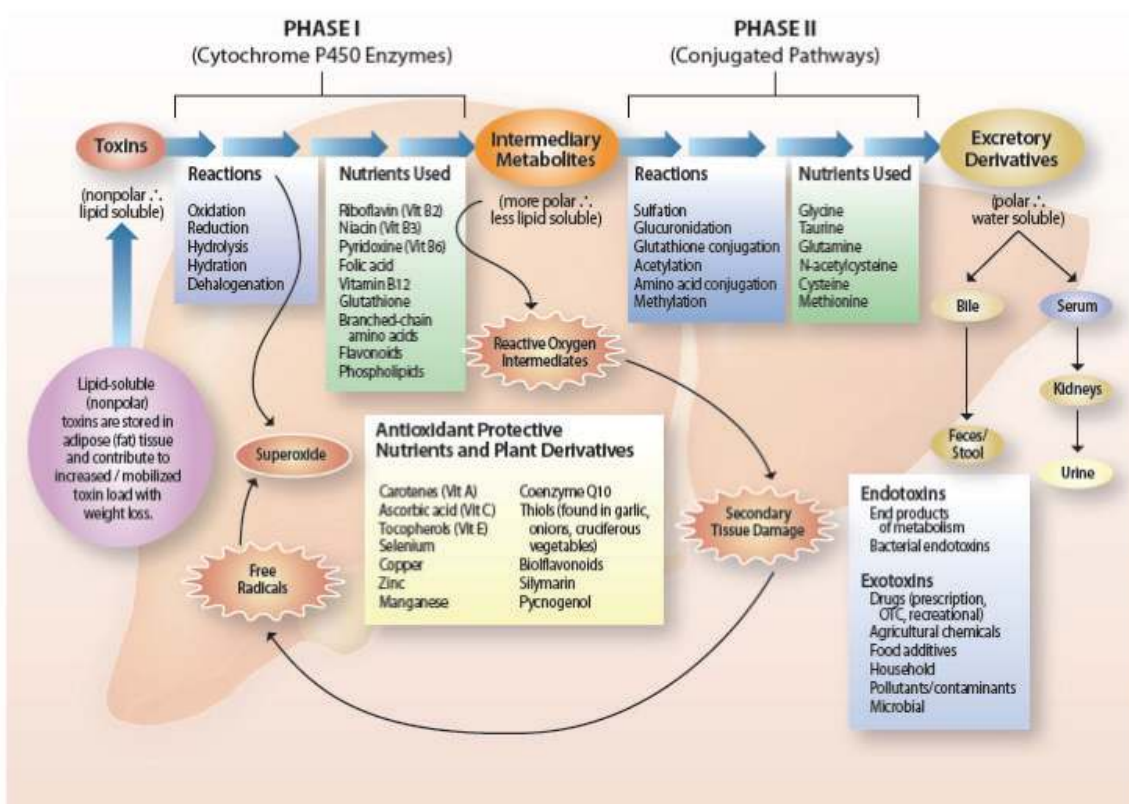 PHASE I
(Cytochrome P450 Enzymes)
PHASE II
(Conjugated Pathways)
Toxins
(nonpolar ∴
lipid soluble)
Reactions
Oxidation
Reduction
Hydrolysis
Hydration
Dehalogenation
Nutrients Used
Riboflavin (Vit B2)
Niacin (Vit B3)
Pyridoxine (Vit B6)
Folic acid
Vitamin B12
Glutathione
Branched-chain
amino acids
Flavonoids
Phospholipids
Intermediary
Metabolites
(more polar ∴
less lipid soluble)
Reactions
Sulfation
Glucuronidation
Glutathione conjugation
Acetylation
Amino acid conjugation
Methylation
Nutrients Used
Glycine
Taurine
Glutamine
N-acetylcysteine
Cysteine
Methionine
Excretory
Derivatives
(polar ∴
water soluble)
Bile
Serum
Kidneys
Feces/
Stool
Urine
Reactive Oxygen
Intermediates
Lipid-soluble
(nonpolar)
toxins are stored in
adipose (fat) tissue
and contribute to
increased / mobilized
toxin load with
weight loss.
Superoxide
Free
Radicals
Antioxidant Protective
Nutrients and Plant Derivatives
Carotenes (Vit A)
Ascorbic acid (Vit C)
Tocopherols (Vit E)
Selenium
Copper
Zinc
Manganese
Coenzyme Q10
Thiols (found in garlic,
onions, cruciferous
vegetables)
Biolflavonoids
Silymarin
Pycnogenol
Secondary
Tissue Damage
Endotoxins
End products
of metabolism
Bacterial endotoxins
Exotoxins
Drugs (prescription,
OTC, recreational)
Agricultural chemicals
Food additives
Household
Pollutants/contaminants
Microbial